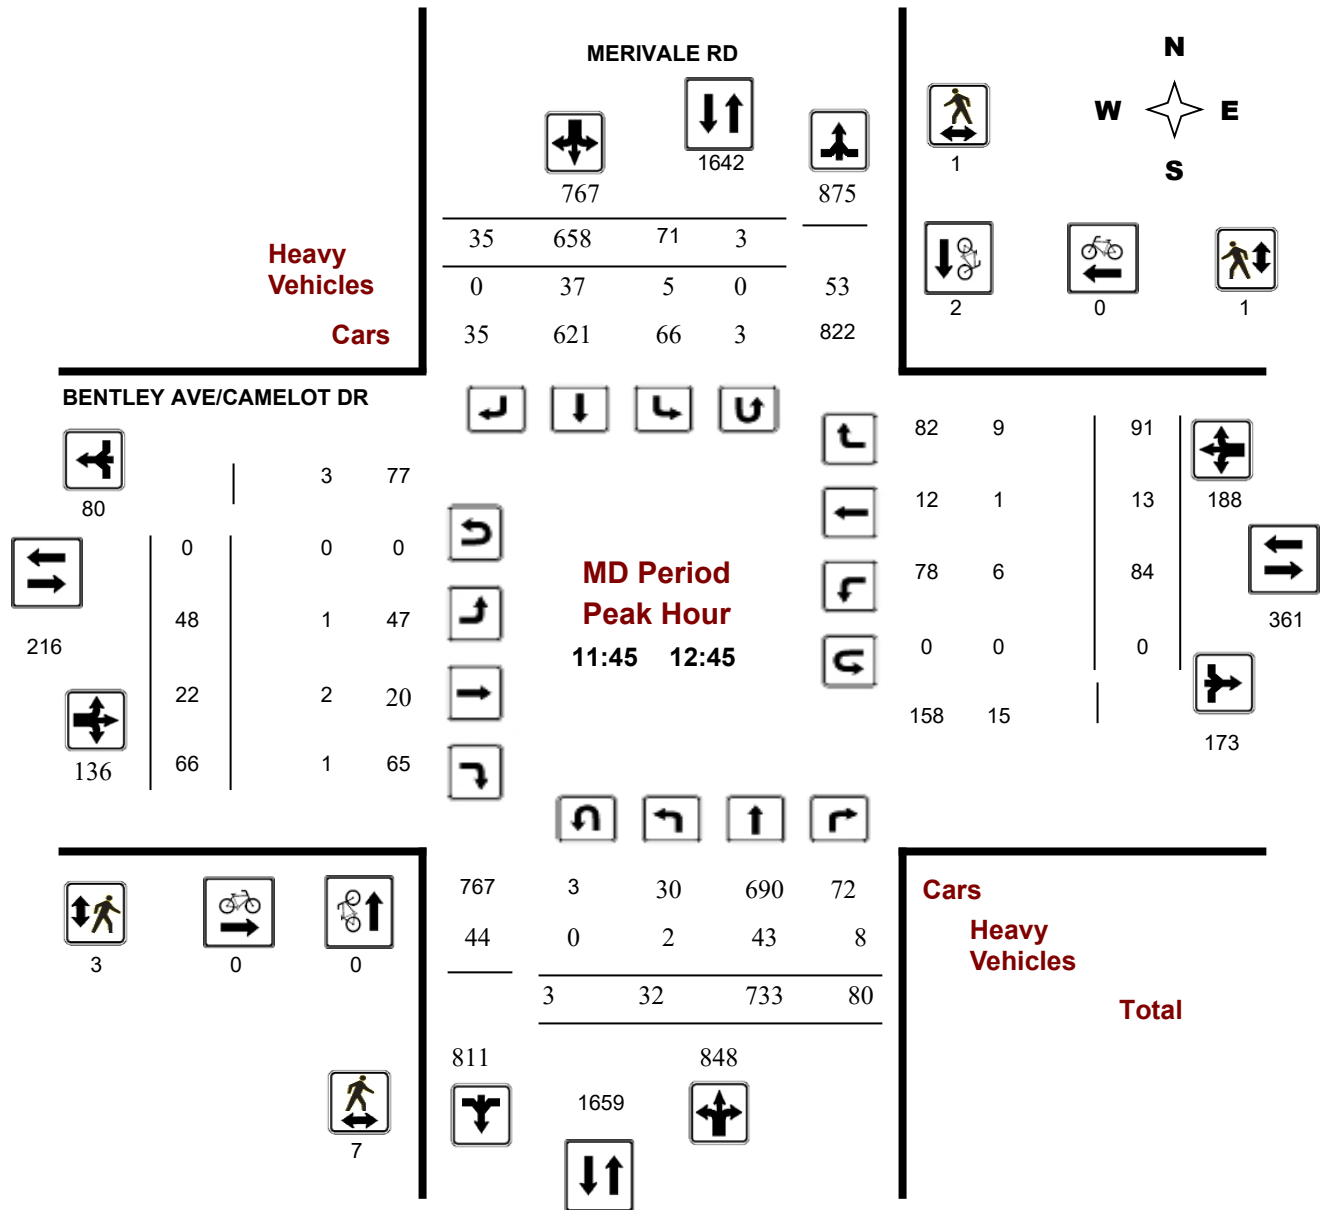 MERIVALE RD
N
W E
S
1642
1
767 875
35 658 71 3
Heavy
Vehicles
0 37 5 0 53
2 0 1
Cars
35 621 66 3 822
BENTLEY AVE/CAMELOT DR
82 9 91
3 77
80
12 1 13 188
0 0 0
MD Period
78 6 84
Peak Hour
48 1 47
361
216
11:45 12:45
0 0 0
22 2 20
158 15
173
136 66 1 65
767 3 30 690 72
Cars
44 0 2 43 8
Heavy
Vehicles
3 0 0
3 32 733 80
Total
811 848
1659
7